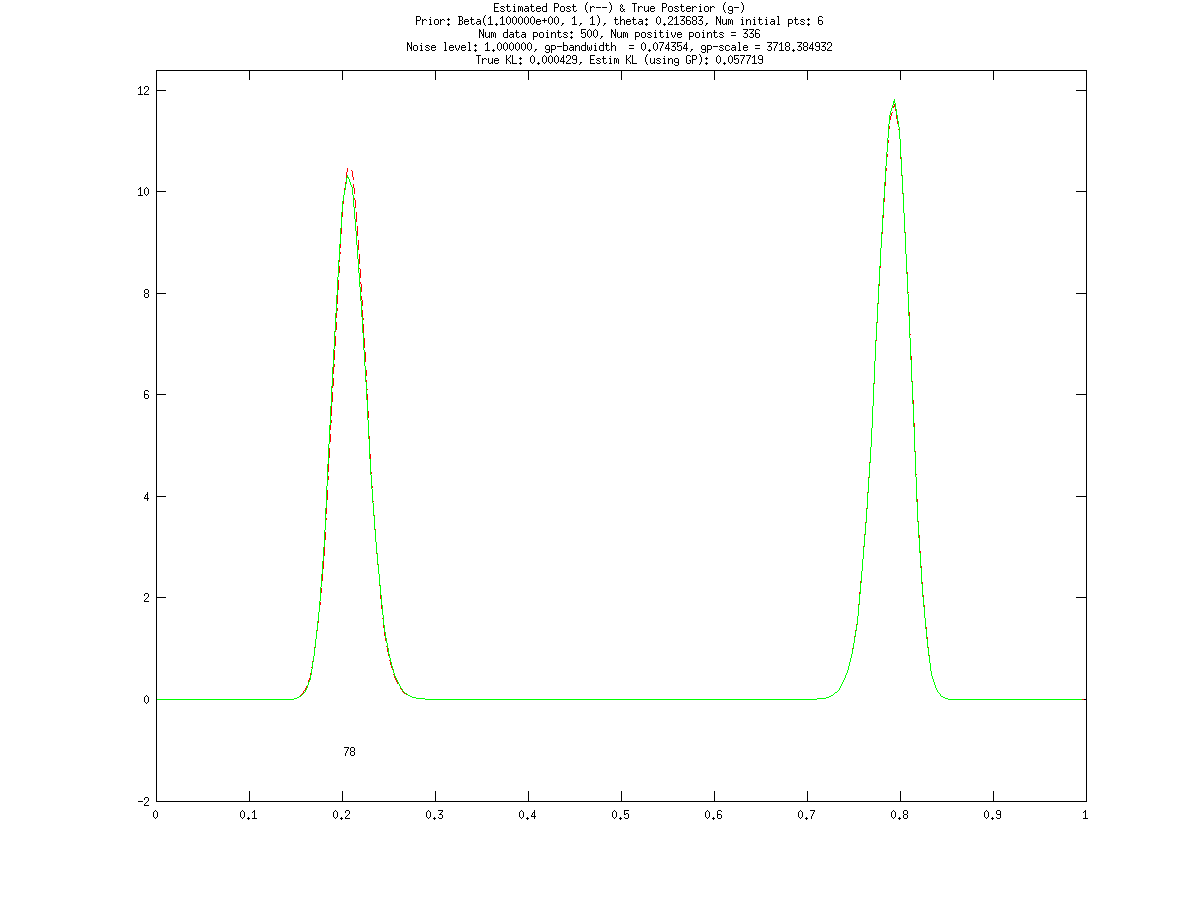 Estimated Post (r--) & True Posterior (g-)
Prior: Beta(1.100000e+00, 1, 1), theta: 0.213683, Num initial pts: 6
Num data points: 500, Num positive points = 336
Noise level: 1.000000, gp-bandwidth  = 0.074354, gp-scale = 3718.384932
True KL: 0.000429, Estim KL (using GP): 0.057719
12
10
8
6
4
2
0
78
-2
0 0.1 0.2 0.3 0.4 0.5 0.6 0.7 0.8 0.9 1